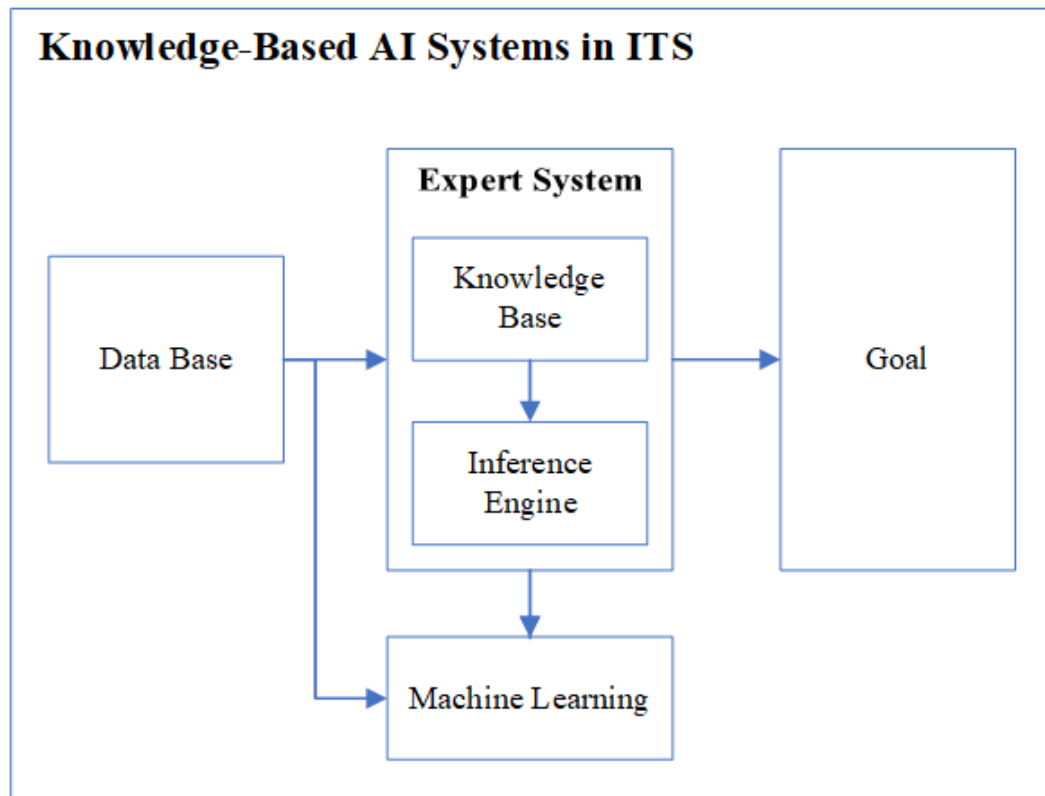 Knowledge-Based AI Systems in ITS
Expert System
Knowledge
Base
Data Base
Goal
Inference
Engine
Machine Learning